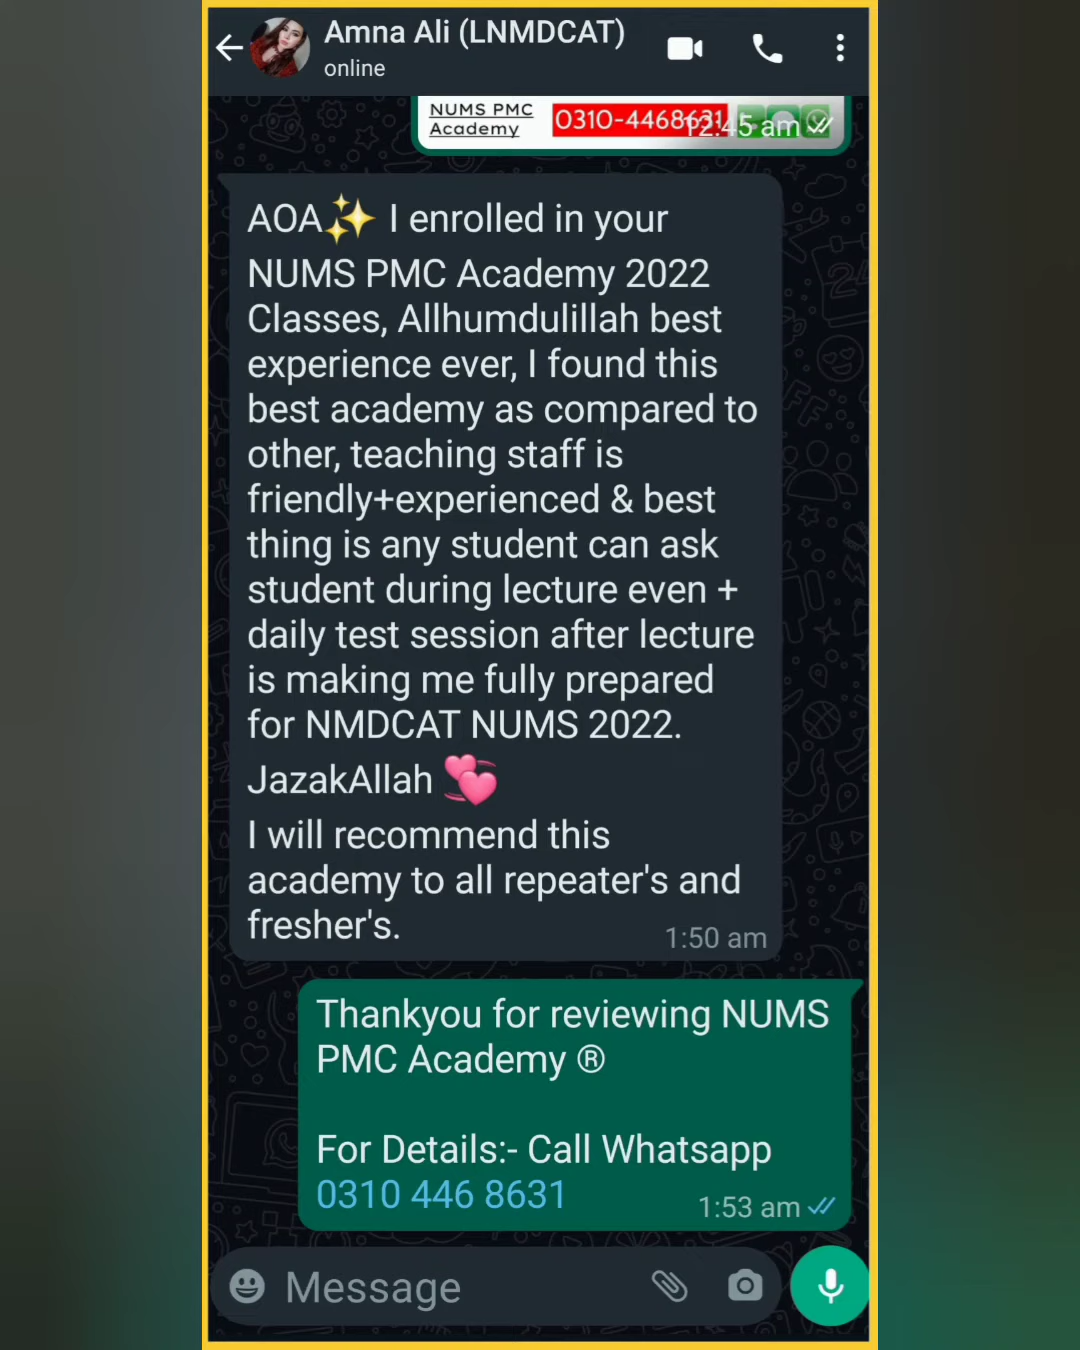 Amna Ali (LNMDCAT)
online
NUMS PMC
Academy
0310-4468631
12:45 am
AOA✨ I enrolled in your
NUMS PMC Academy 2022
Classes, Allhumdulillah best
experience ever, I found this
best academy as compared to
other, teaching staff is
friendly+experienced & best
thing is any student can ask
student during lecture even +
daily test session after lecture
is making me fully prepared
for NMDCAT NUMS 2022.
JazakAllah 💞
I will recommend this
academy to all repeater's and
fresher's.
1:50 am
Thankyou for reviewing NUMS
PMC Academy ®
For Details:- Call Whatsapp
0310 446 8631
1:53 am
Message